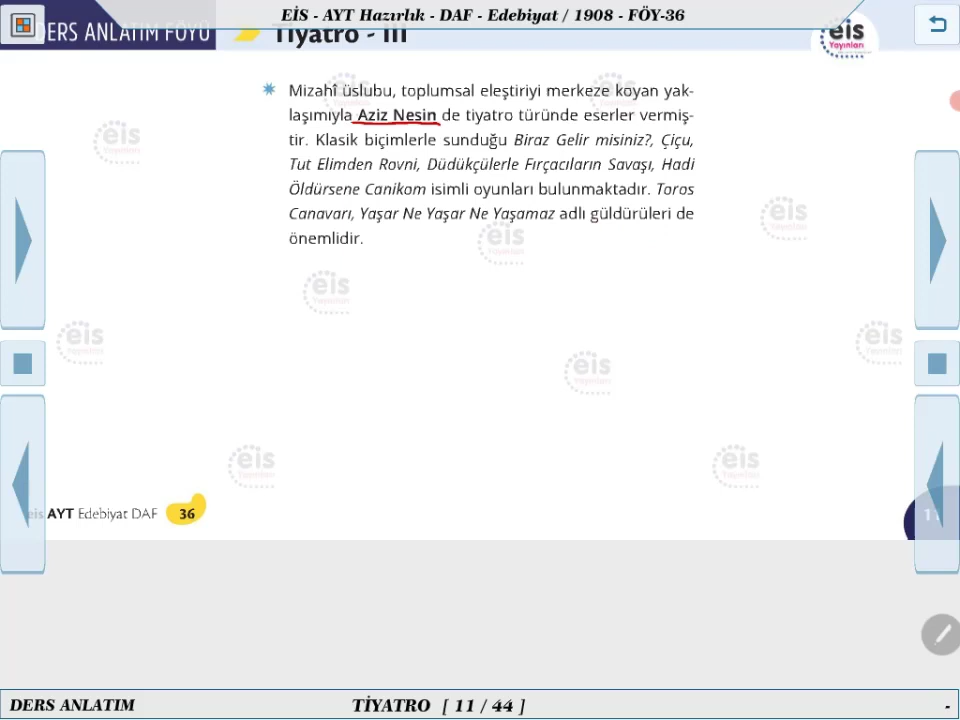 EİS - AYT Hazırlık - DAF - Edebiyat / 1908 - FÖY-36
DERS ANLATIM FÖYÜ
Tiyatro - III
eis
Yayınları
Mizahî üslubu, toplumsal eleştiriyi merkeze koyan yak-
laşımıyla Aziz Nesin de tiyatro türünde eserler vermiş-
tir. Klasik biçimlerle sunduğu Biraz Gelir misiniz?, Çiçu,
Tut Elimden Rovni, Düdükçülerle Fırçacıların Savaşı, Hadi
Öldürsene Canikom isimli oyunları bulunmaktadır. Toros
Canavarı, Yaşar Ne Yaşar Ne Yaşamaz adlı güldürüleri de
önemlidir.
eis AYT Edebiyat DAF 36
11
DERS ANLATIM
TİYATRO [ 11 / 44 ]
-